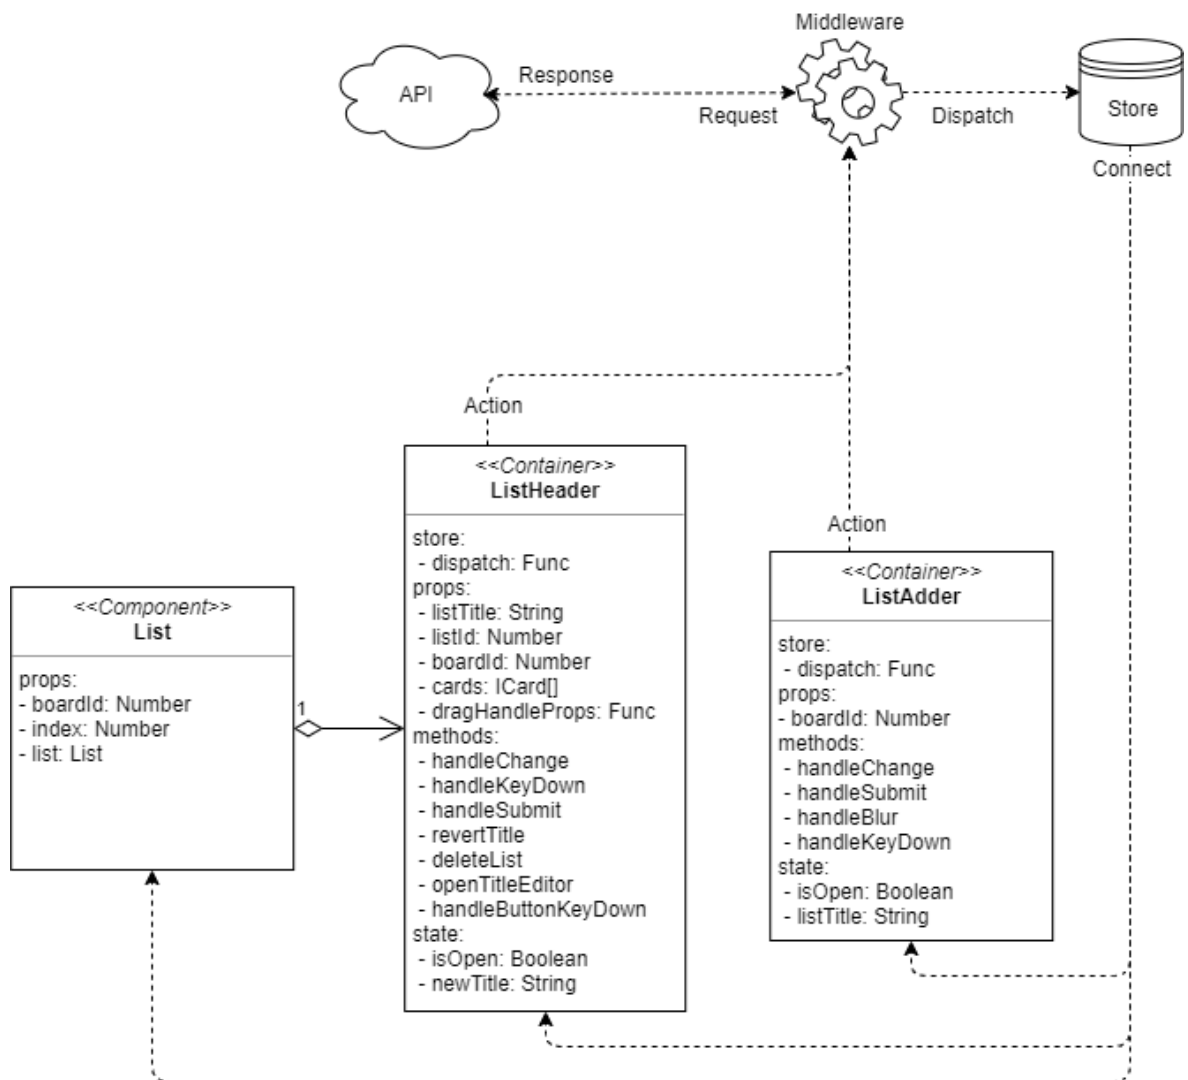 Middleware
API
Response
Request
Dispatch
Store
Connect
Action
<<Container>>
ListHeader
store:
- dispatch: Func
props:
- listTitle: String
- listId: Number
- boardId: Number
- cards: ICard[]
- dragHandleProps: Func
methods:
- handleChange
- handleKeyDown
- handleSubmit
- revertTitle
- deleteList
- openTitleEditor
- handleButtonKeyDown
state:
- isOpen: Boolean
- newTitle: String
Action
<<Container>>
ListAdder
store:
- dispatch: Func
props:
- boardId: Number
methods:
- handleChange
- handleSubmit
- handleBlur
- handleKeyDown
state:
- isOpen: Boolean
- listTitle: String
<<Component>>
List
props:
- boardId: Number
- index: Number
- list: List
1